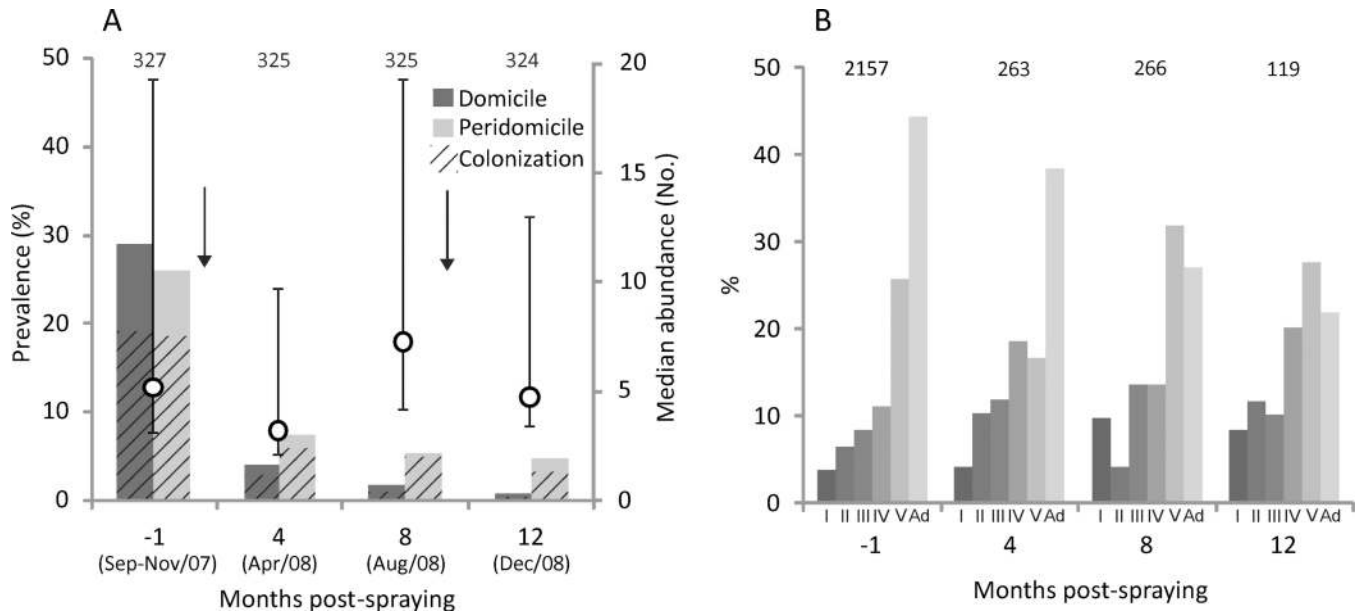 A
327 325 325 324
50
40
30
20
10
0
Prevalence (%)
Domicile
Peridomicile
Colonization
20
15
10
5
0
Median abundance (No.)
-1 4 8 12
(Sep-Nov/07) (Apr/08) (Aug/08) (Dec/08)
Months post-spraying
B
2157 263 266 119
50
40
30
20
10
0
%
I II III IV V Ad I II III IV V Ad I II III IV V Ad I II III IV V Ad
-1 4 8 12
Months post-spraying